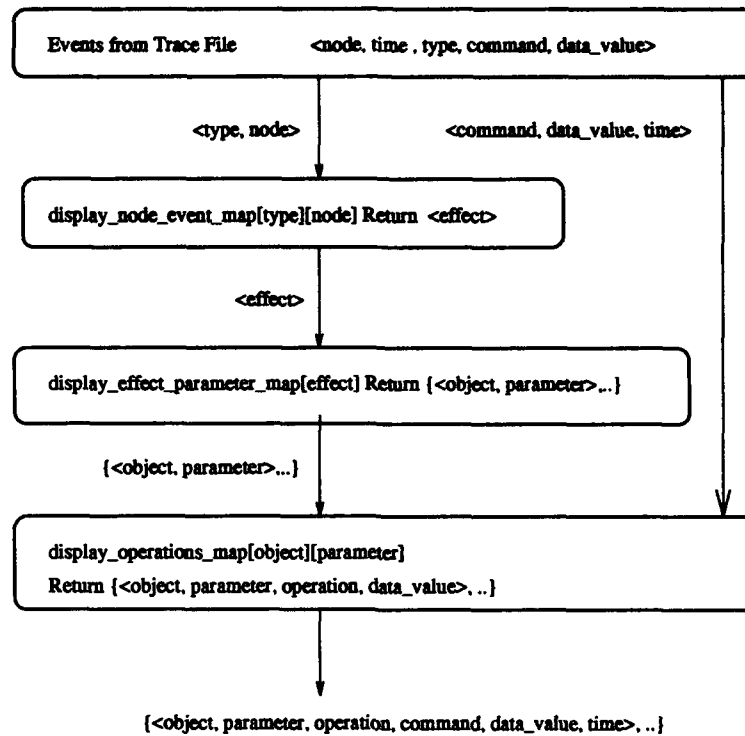 Events from Trace File <node, time , type, command, data_value>
<type, node> <command, data_value, time>
display_node_event_map[type][node] Return <effect>
<effect>
display_effect_parameter_map[effect] Return {<object, parameter>,..}
{<object, parameter>,...}
display_operations_map[object][parameter]
Return {<object, parameter, operation, data_value>, ..}
{<object, parameter, operation, command, data_value, time>, ..}